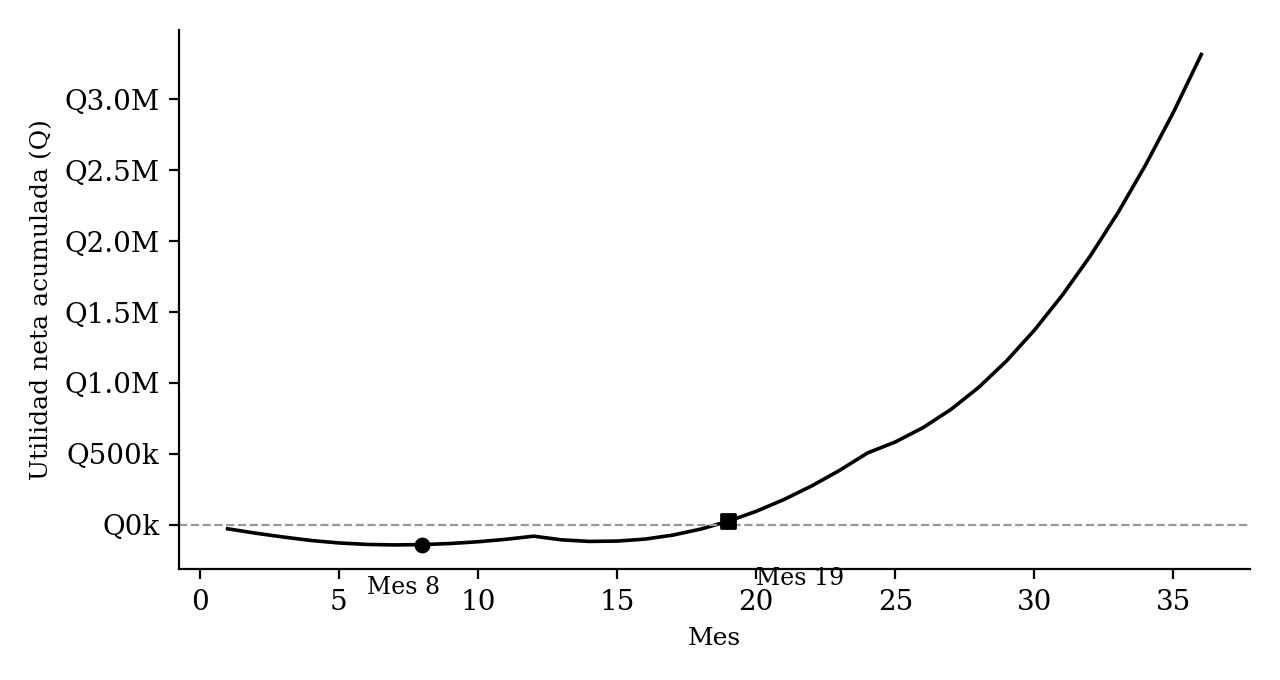 Utilidad neta acumulada (Q)
Q3.0M
Q2.5M
Q2.0M
Q1.5M
Q1.0M
Q500k
Q0k
Mes 8
Mes 19
0 5 10 15 20 25 30 35
Mes